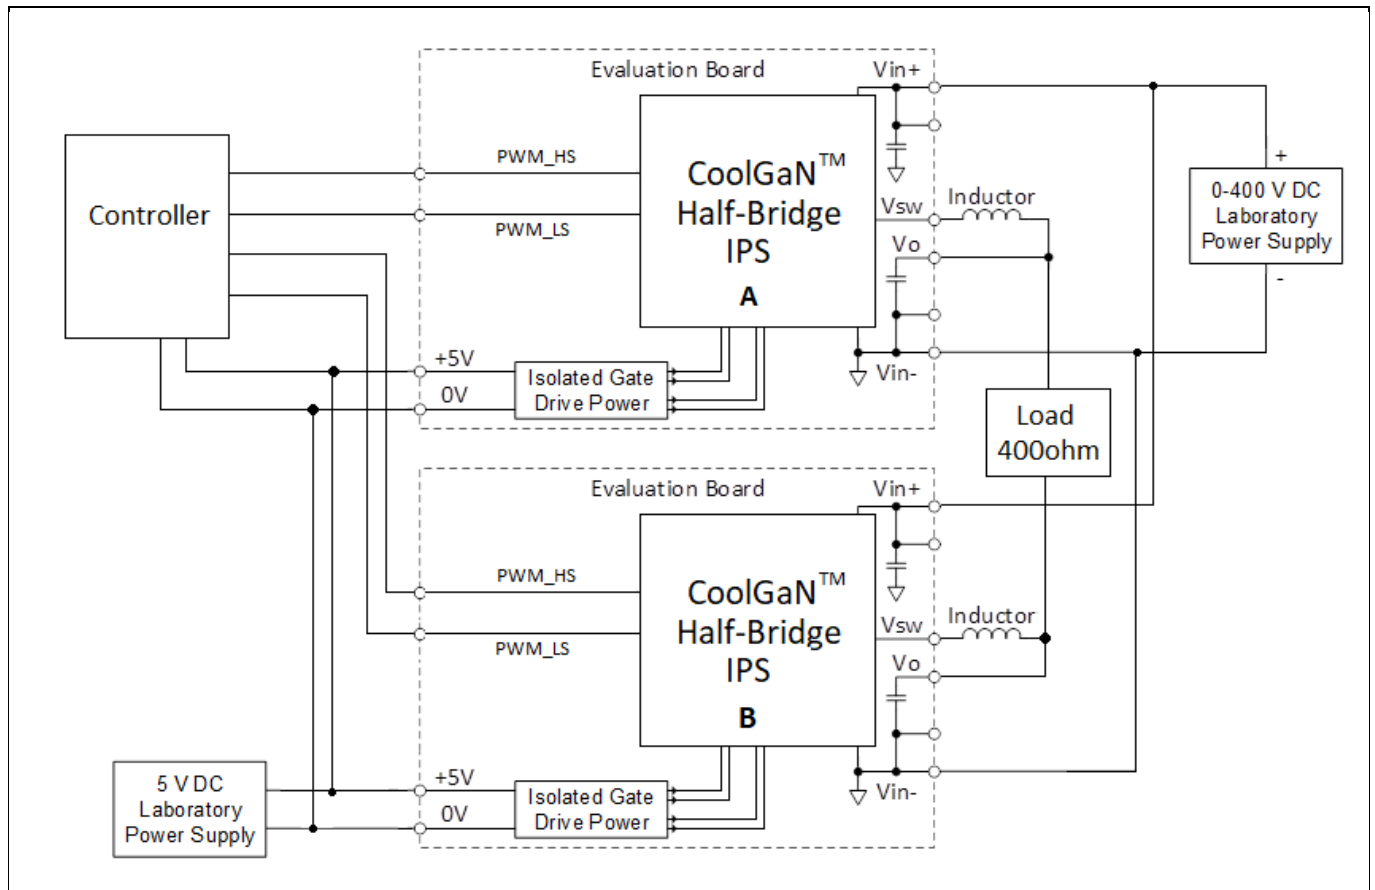 Evaluation Board
Vin+
PWM_HS
CoolGaN™
Half-Bridge
IPS
A
Controller
PWM_LS
Vsw
Inductor
Vo
+
0-400 V DC
Laboratory
Power Supply
-
+5V
0V
Isolated Gate
Drive Power
Vin-
Load
400ohm
Evaluation Board
Vin+
PWM_HS
CoolGaN™
Half-Bridge
IPS
B
PWM_LS
Vsw
Inductor
Vo
5 V DC
Laboratory
Power Supply
+5V
0V
Isolated Gate
Drive Power
Vin-